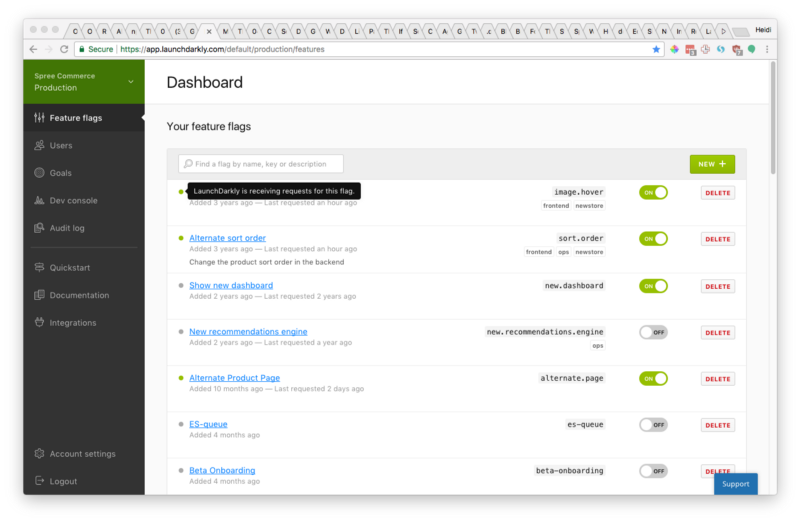 C O R A n Tl 0 (3 G M T 0 C A n D G W D L P T If S C A G T .c B B F Tl S S W H d E S N In R L
Heidi
Secure https://app.launchdarkly.com/default/production/features
Spree Commerce
Production
Dashboard
Feature flags
Users
Goals
Dev console
Audit log
Quickstart
Documentation
Integrations
Account settings
Logout
Your feature flags
Find a flag by name, key or description
NEW +
LaunchDarkly is receiving requests for this flag.
Added 3 years ago — Last requested an hour ago
image.hover
frontend newstore
ON
DELETE
Alternate sort order
Added 3 years ago — Last requested an hour ago
Change the product sort order in the backend
sort.order
frontend ops newstore
ON
DELETE
Show new dashboard
Added 2 years ago — Last requested 2 years ago
new.dashboard
ON
DELETE
New recommendations engine
Added 2 years ago — Last requested a year ago
new.recommendations.engine
ops
OFF
DELETE
Alternate Product Page
Added 10 months ago — Last requested 2 days ago
alternate.page
ON
DELETE
ES-queue
Added 4 months ago
es-queue
OFF
DELETE
Beta Onboarding
Added 4 months ago
beta-onboarding
OFF
DELETE
Support